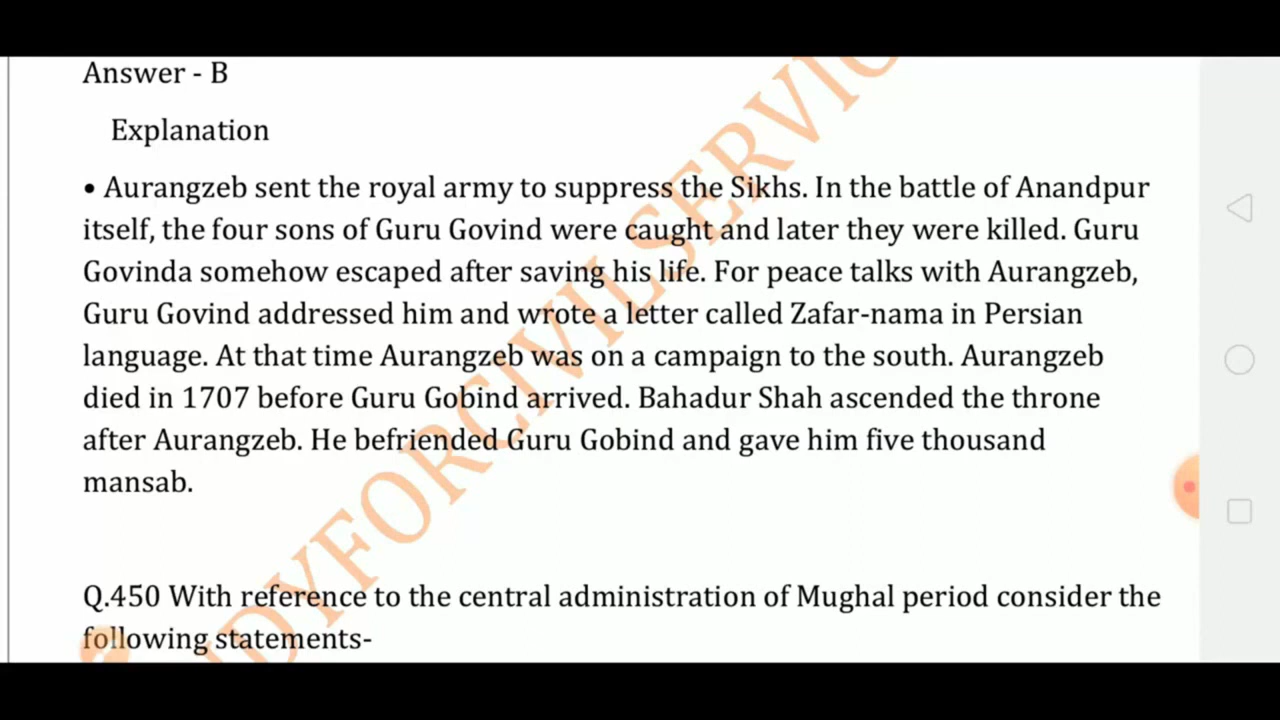 Answer - B
Explanation
• Aurangzeb sent the royal army to suppress the Sikhs. In the battle of Anandpur
itself, the four sons of Guru Govind were caught and later they were killed. Guru
Govinda somehow escaped after saving his life. For peace talks with Aurangzeb,
Guru Govind addressed him and wrote a letter called Zafar-nama in Persian
language. At that time Aurangzeb was on a campaign to the south. Aurangzeb
died in 1707 before Guru Gobind arrived. Bahadur Shah ascended the throne
after Aurangzeb. He befriended Guru Gobind and gave him five thousand
mansab.
Q.450 With reference to the central administration of Mughal period consider the
following statements-
UDYFORCIVILSERVIC